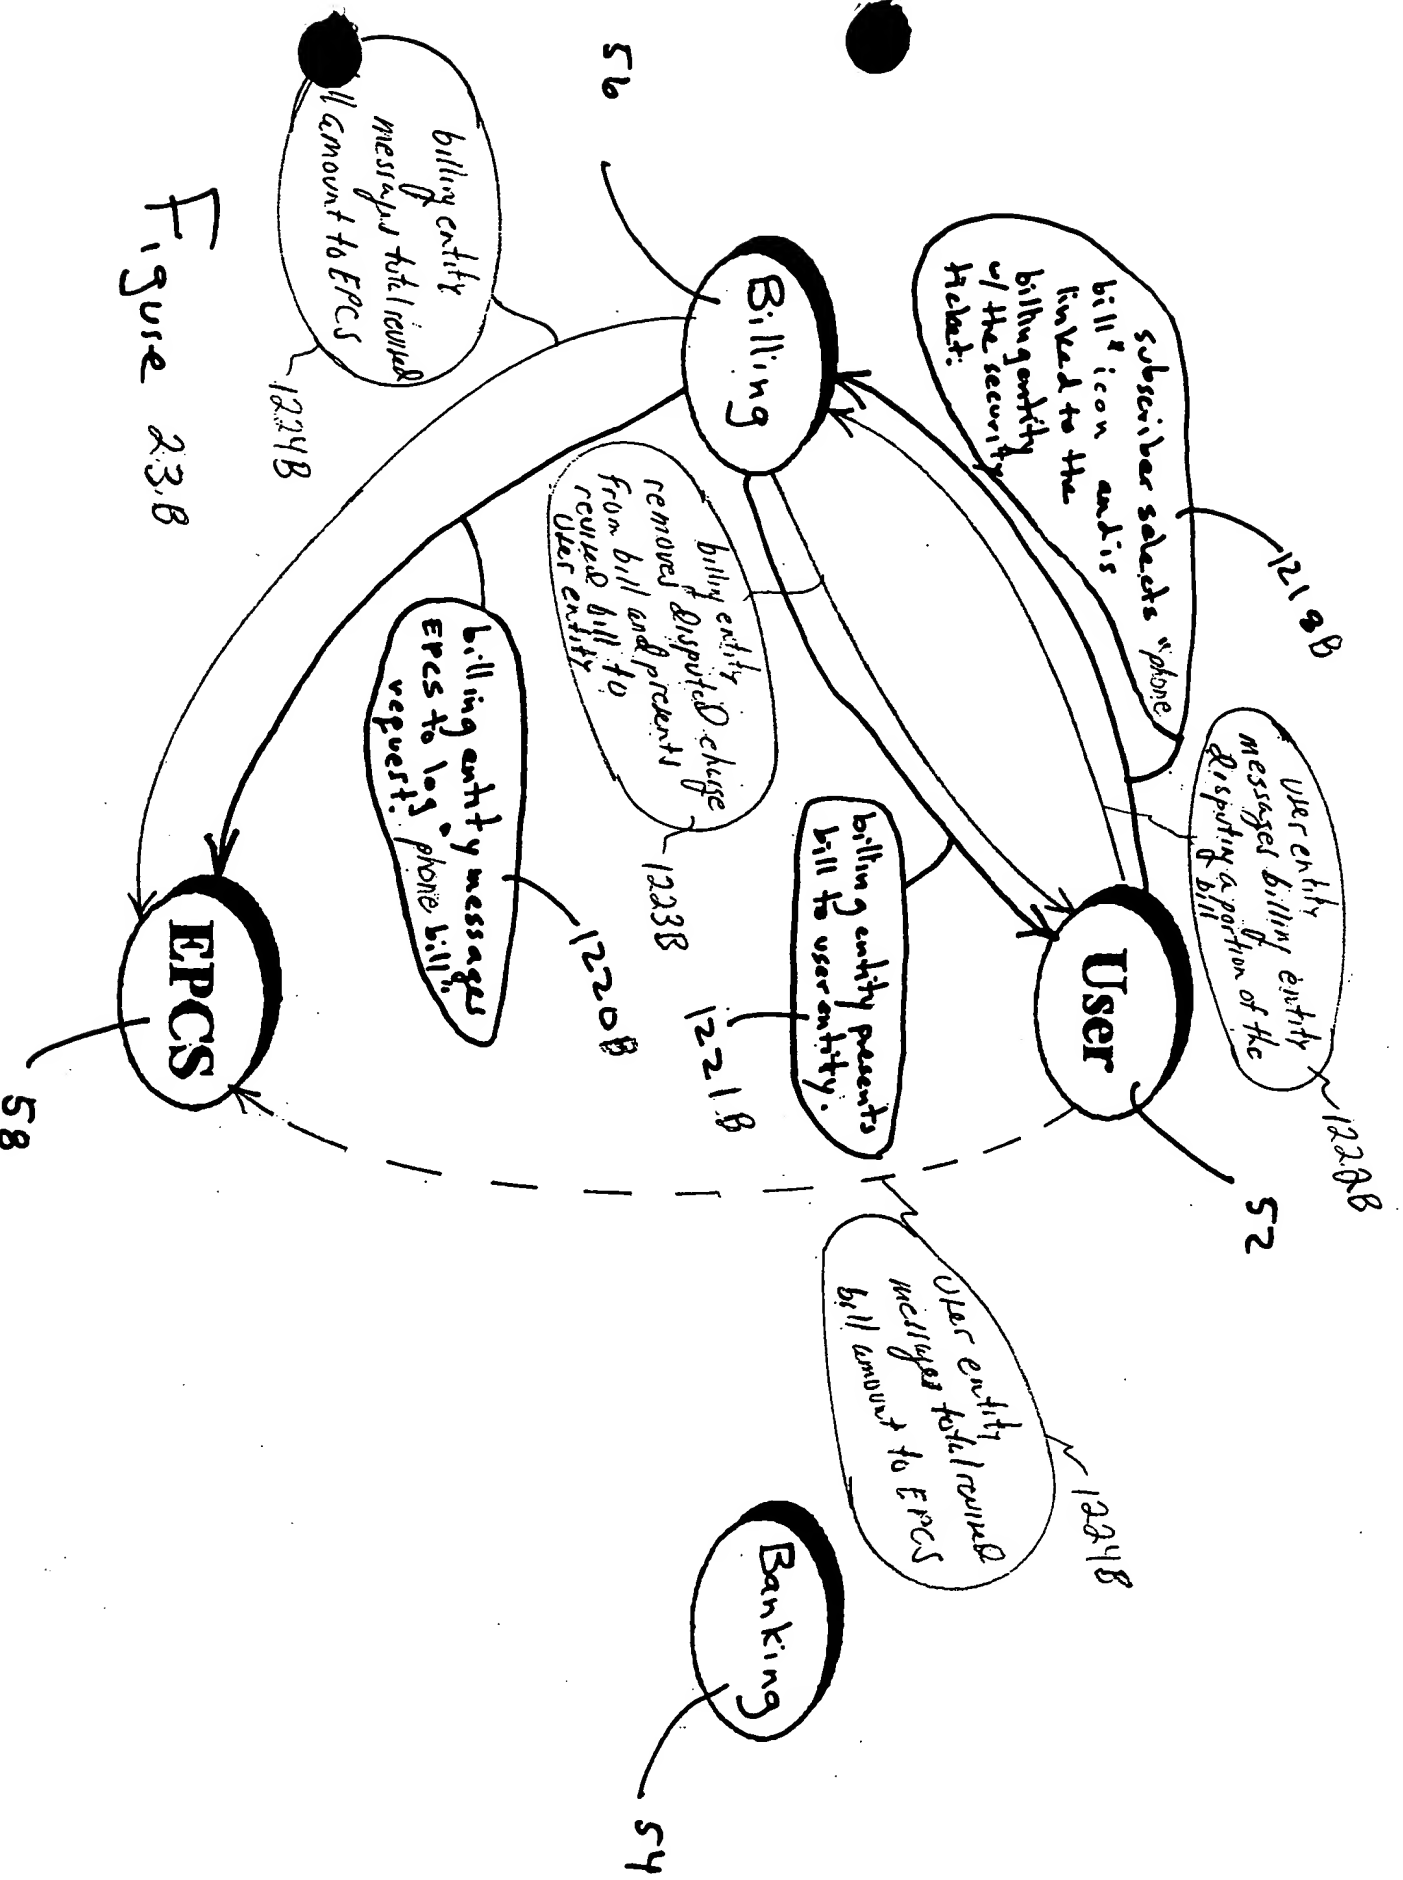 subscriber selects "phone
bill" icon and is
linked to the
billing entity
w/ the security
ticket.
1218B
user entity
messages billing entity
disputing a portion of the
bill
1222B
52
User
56
Billing
billing entity
removes disputed charge
from bill and presents
revised bill to
user entity
1223B
billing entity presents
bill to user entity.
1221B
user entity
messages total revised
bill amount to EPCS
1224B
billing entity
messages total revised
ll amount to EPCS
1224B
billing entity messages
EPCS to log "phone bill"
request.
1220B
Banking
54
EPCS
58
Figure 23.B